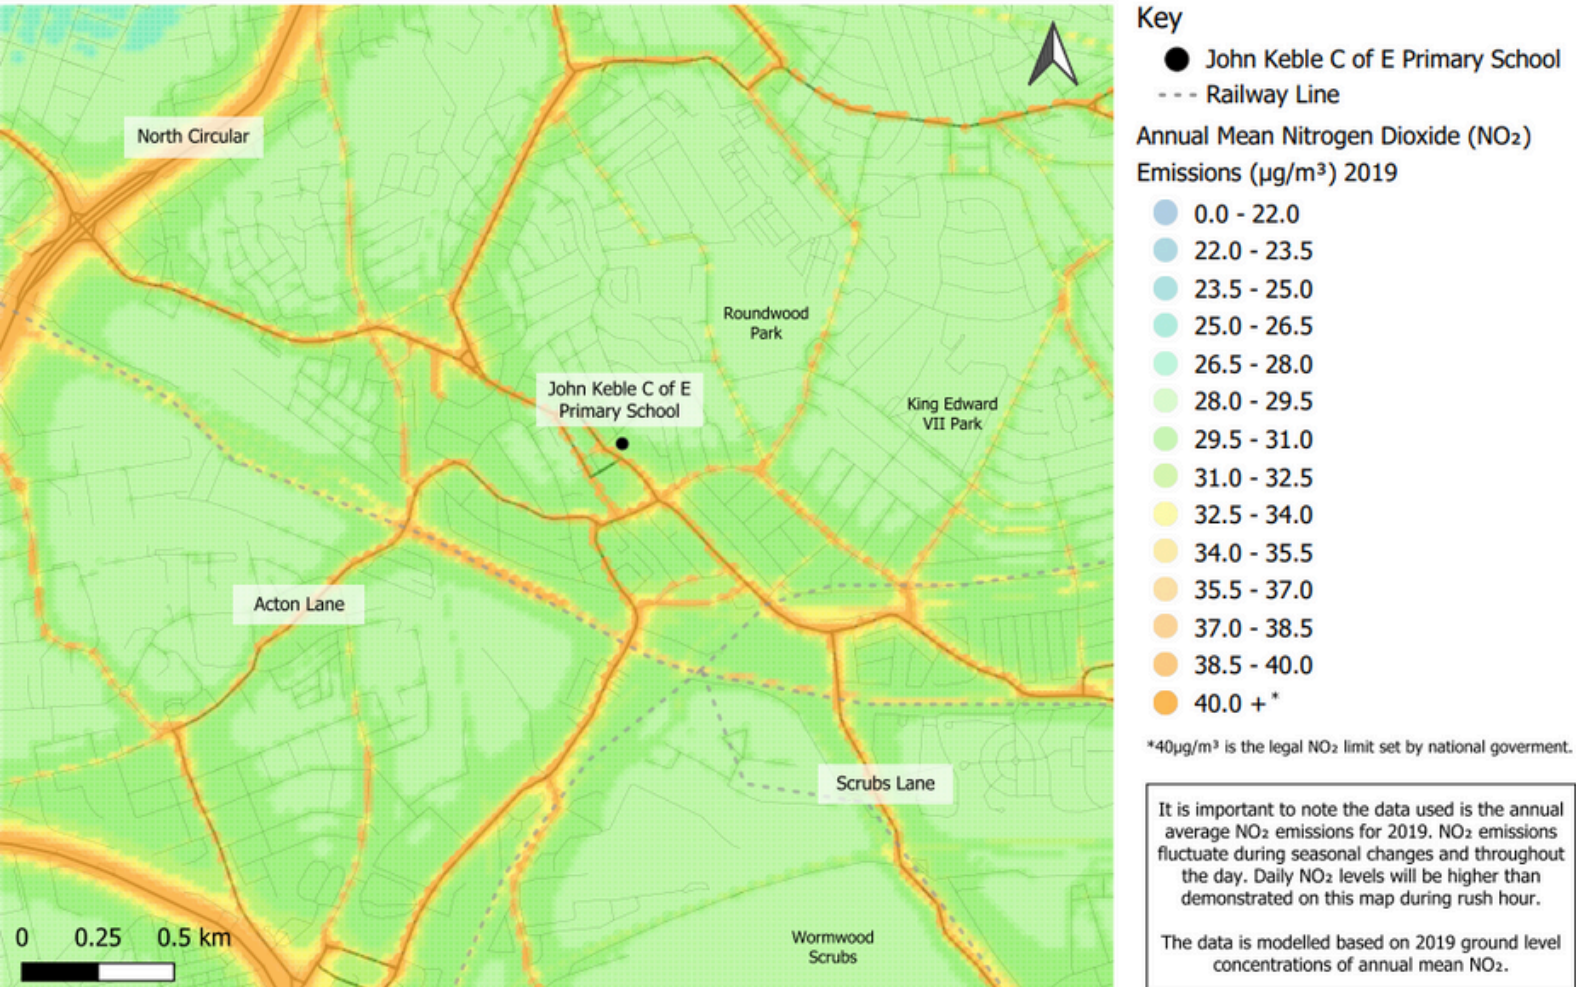 North Circular
Roundwood
Park
John Keble C of E
Primary School
King Edward
VII Park
Acton Lane
Scrubs Lane
Wormwood
Scrubs
0 0.25 0.5 km
Key
John Keble C of E Primary School
Railway Line
Annual Mean Nitrogen Dioxide (NO₂)
Emissions (µg/m³) 2019
0.0 - 22.0
22.0 - 23.5
23.5 - 25.0
25.0 - 26.5
26.5 - 28.0
28.0 - 29.5
29.5 - 31.0
31.0 - 32.5
32.5 - 34.0
34.0 - 35.5
35.5 - 37.0
37.0 - 38.5
38.5 - 40.0
40.0 + *
*40µg/m³ is the legal NO₂ limit set by national goverment.
It is important to note the data used is the annual
average NO₂ emissions for 2019. NO₂ emissions
fluctuate during seasonal changes and throughout
the day. Daily NO₂ levels will be higher than
demonstrated on this map during rush hour.
The data is modelled based on 2019 ground level
concentrations of annual mean NO₂.